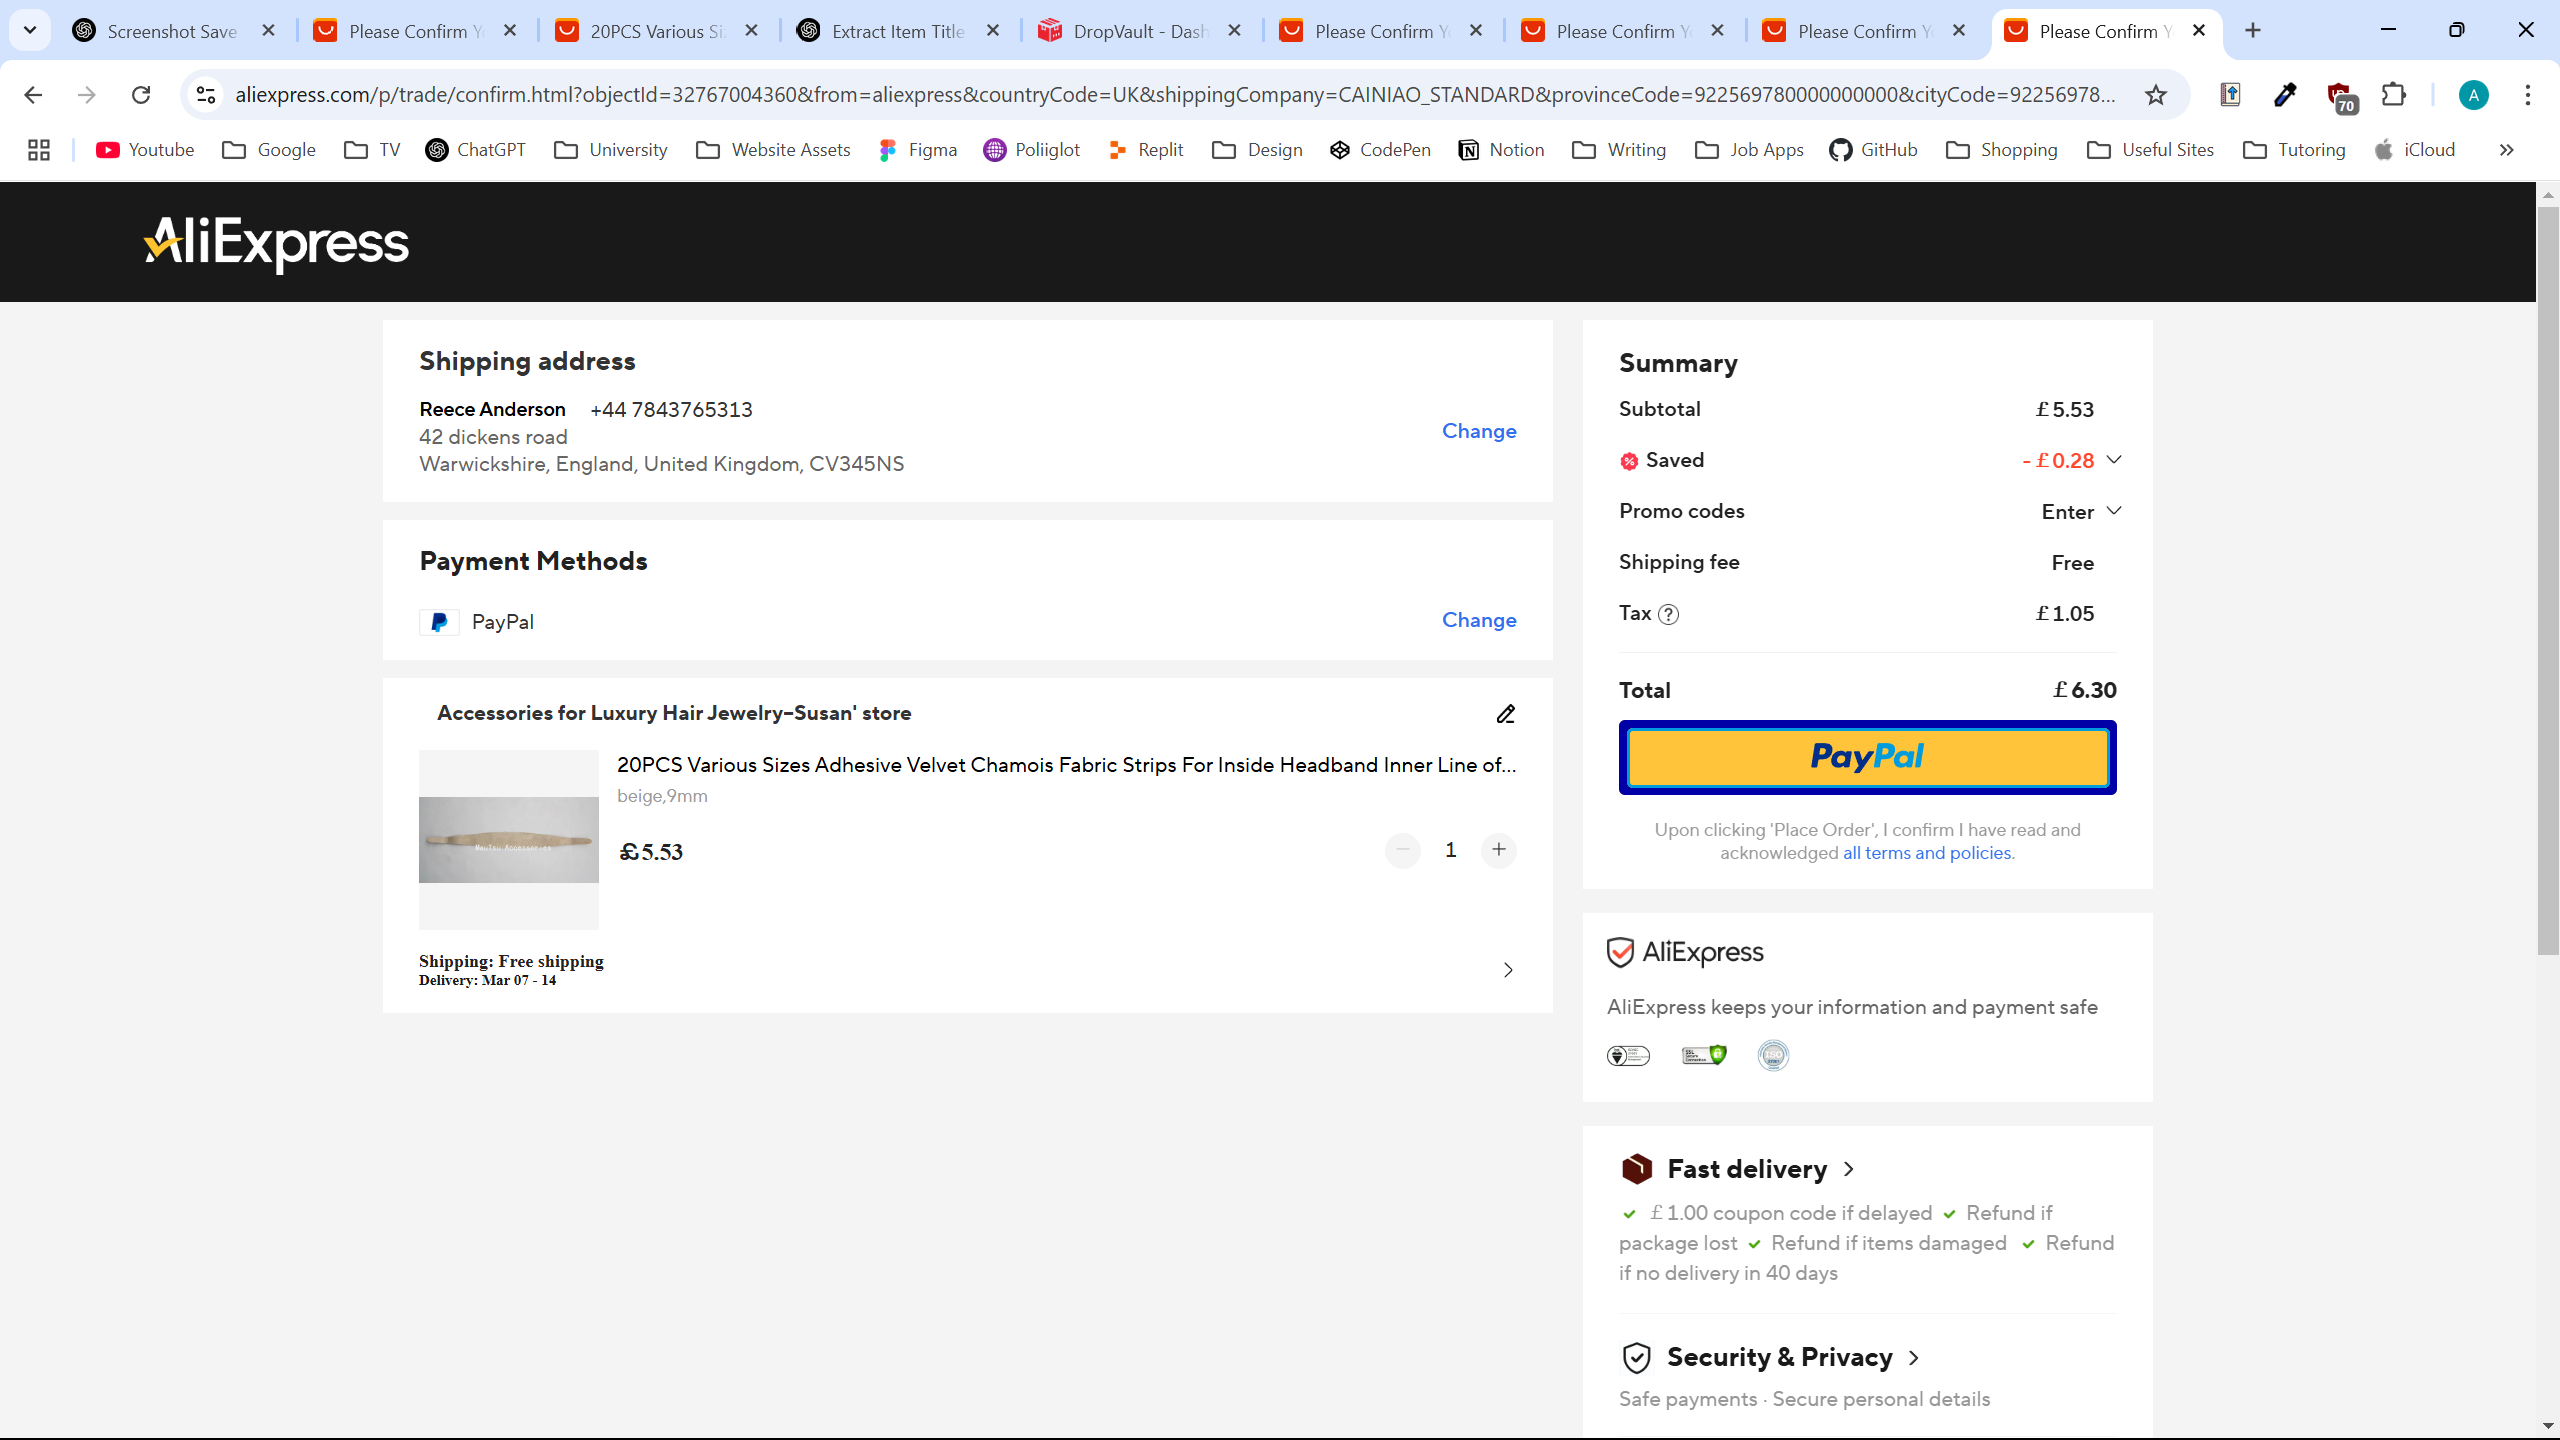 Screenshot Save
Please Confirm Y
20PCS Various Si
Extract Item Title
DropVault - Dash
Please Confirm Y
Please Confirm Y
Please Confirm Y
Please Confirm Y
aliexpress.com/p/trade/confirm.html?objectId=32767004360&from=aliexpress&countryCode=UK&shippingCompany=CAINIAO_STANDARD&provinceCode=922569780000000000&cityCode=92256978...
70
A
Youtube
Google
TV
ChatGPT
University
Website Assets
Figma
Poliiglot
Replit
Design
CodePen
Notion
Writing
Job Apps
GitHub
Shopping
Useful Sites
Tutoring
iCloud
AliExpress
Shipping address
Reece Anderson +44 7843765313
42 dickens road
Warwickshire, England, United Kingdom, CV345NS
Change
Payment Methods
PayPal
Change
Accessories for Luxury Hair Jewelry-Susan' store
20PCS Various Sizes Adhesive Velvet Chamois Fabric Strips For Inside Headband Inner Line of...
beige,9mm
MeuTsu Accessories
£5.53
1
Shipping: Free shipping
Delivery: Mar 07 - 14
Summary
Subtotal £5.53
Saved -£0.28
Promo codes Enter
Shipping fee Free
Tax £1.05
Total £6.30
PayPal
Upon clicking 'Place Order', I confirm I have read and
acknowledged all terms and policies.
AliExpress
AliExpress keeps your information and payment safe
SSL
ISO
Fast delivery
£1.00 coupon code if delayed Refund if
package lost Refund if items damaged Refund
if no delivery in 40 days
Security & Privacy
Safe payments · Secure personal details